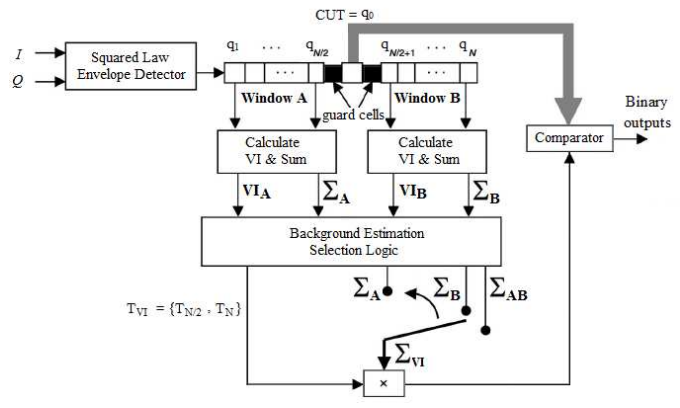 CUT = q0
I
Q
Squared Law
Envelope Detector
q1 ... qN/2
qN/2+1 ... qN
...
...
Window A
guard cells
Window B
Binary
outputs
Comparator
Calculate
VI & Sum
Calculate
VI & Sum
VIA
ΣA
VIB
ΣB
Background Estimation
Selection Logic
ΣA
ΣB
ΣAB
TVI = {TN/2 , TN}
ΣVI
×